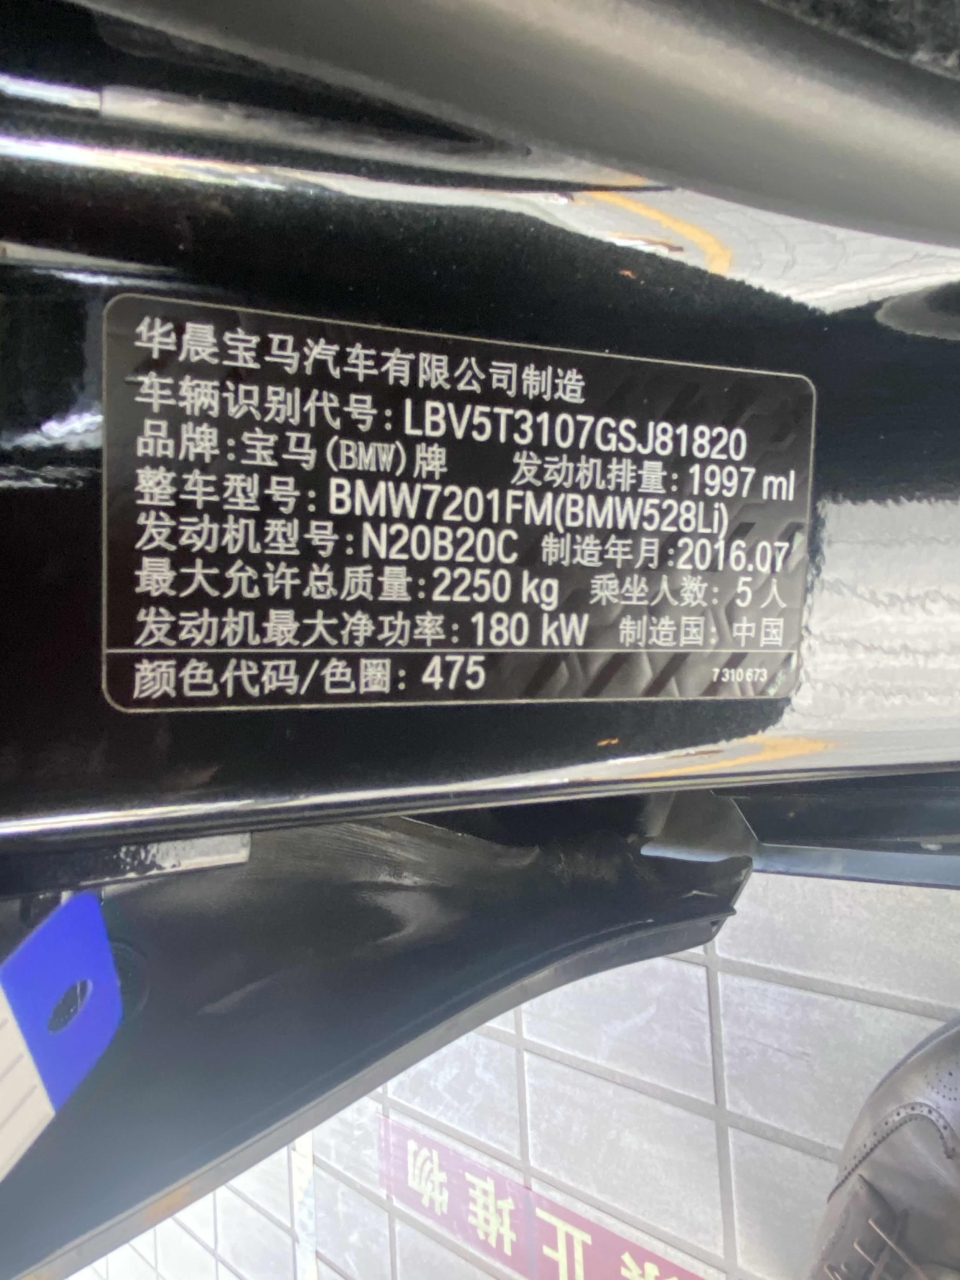 华晨宝马汽车有限公司制造
车辆识别代号: LBV5T3107GSJ81820
品牌: 宝马(BMW)牌 发动机排量: 1997 ml
整车型号: BMW7201FM(BMW528Li)
发动机型号: N20B20C 制造年月:2016.07
最大允许总质量: 2250 kg 乘坐人数: 5 人
发动机最大净功率: 180 kW 制造国: 中国
颜色代码/色圈: 475 7 310 673
禁止堆物